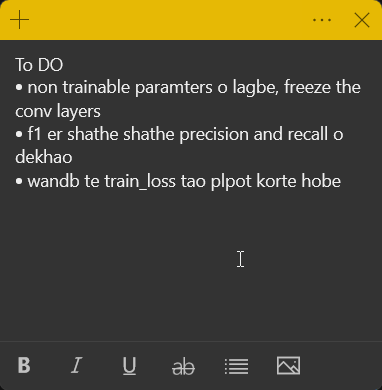 To DO
• non trainable paramters o lagbe, freeze the
conv layers
• f1 er shathe shathe precision and recall o
dekhao
• wandb te train_loss tao plpot korte hobe
B I U ab